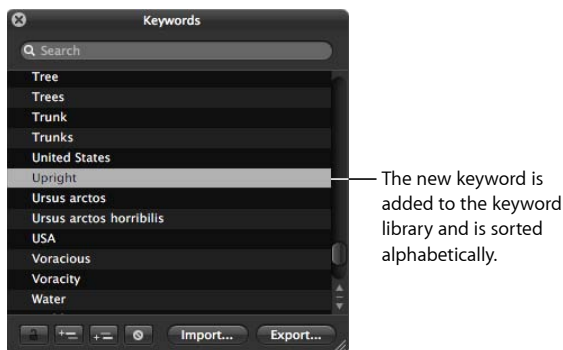 Keywords
Search
Tree
Trees
Trunk
Trunks
United States
Upright
Ursus arctos
Ursus arctos horribilis
USA
Voracious
Voracity
Water
Import...
Export...
The new keyword is
added to the keyword
library and is sorted
alphabetically.